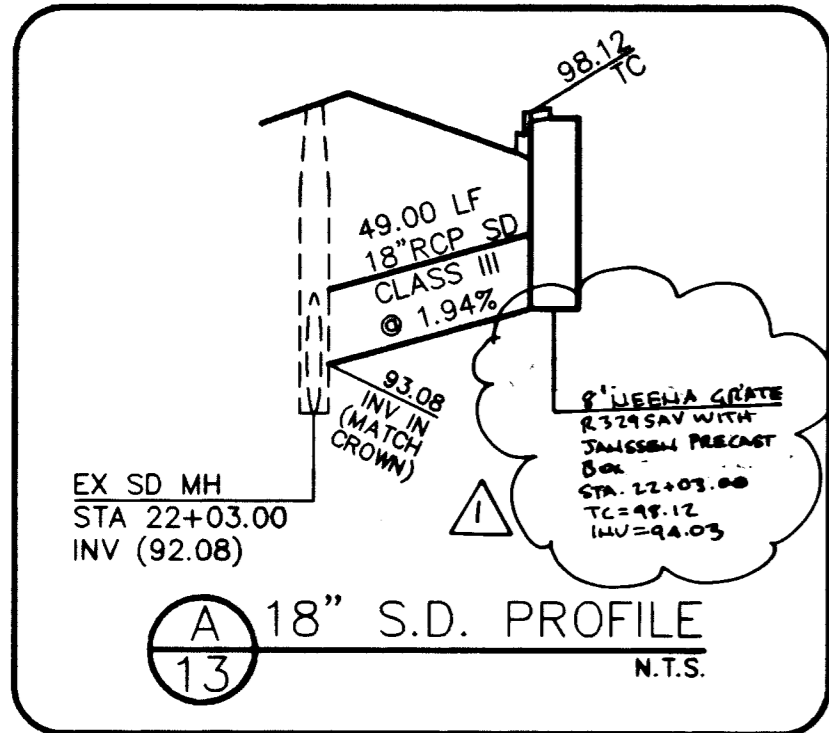 98.12
TC
49.00 LF
18"RCP SD
CLASS III
@ 1.94%
93.08
INV IN
(MATCH
CROWN)
8' NEENA GRATE
R3295AV WITH
JANSSEN PRECAST
BOX
STA. 22+03.00
TC=98.12
INV=94.03
1
EX SD MH
STA 22+03.00
INV (92.08)
A
13
18" S.D. PROFILE
N.T.S.